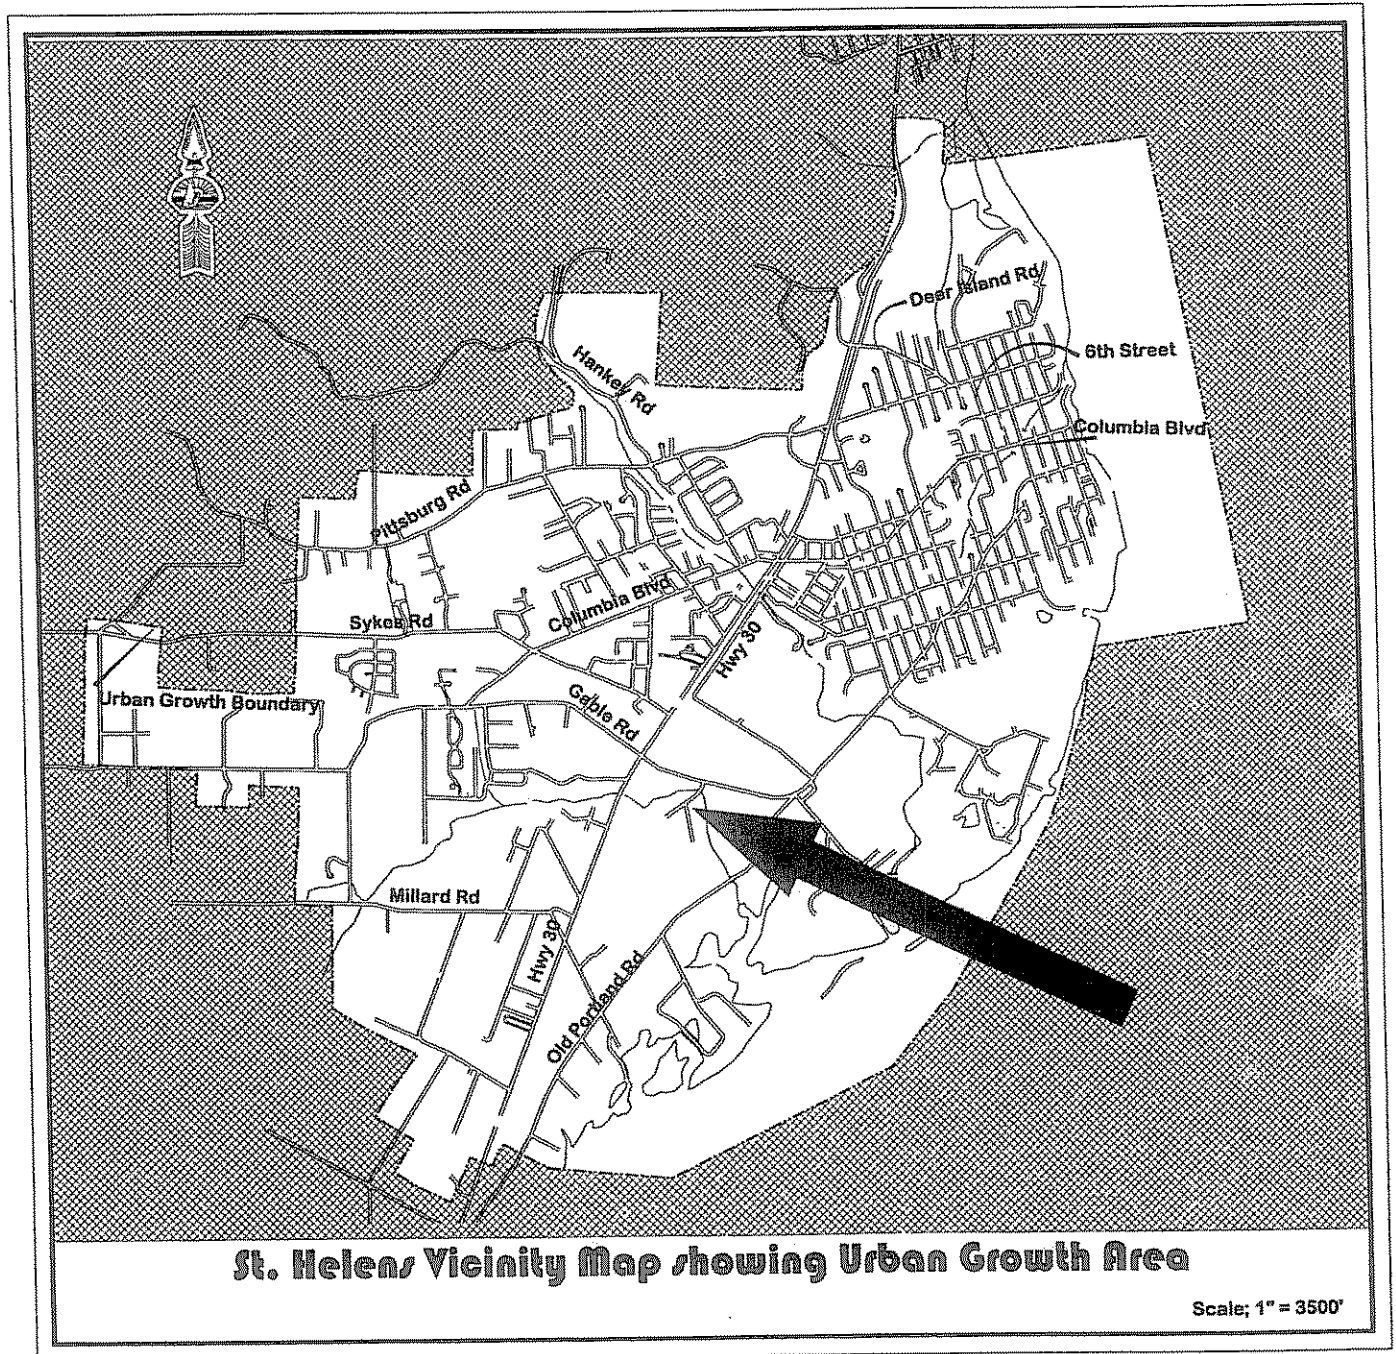 Deer Island Rd
6th Street
Hankey Rd
Columbia Blvd
Pittsburg Rd
Columbia Blvd
Sykes Rd
Hwy 30
Urban Growth Boundary
Gable Rd
Millard Rd
Hwy 30
Old Portland Rd
St. Helens Vicinity Map showing Urban Growth Area
Scale; 1" = 3500'